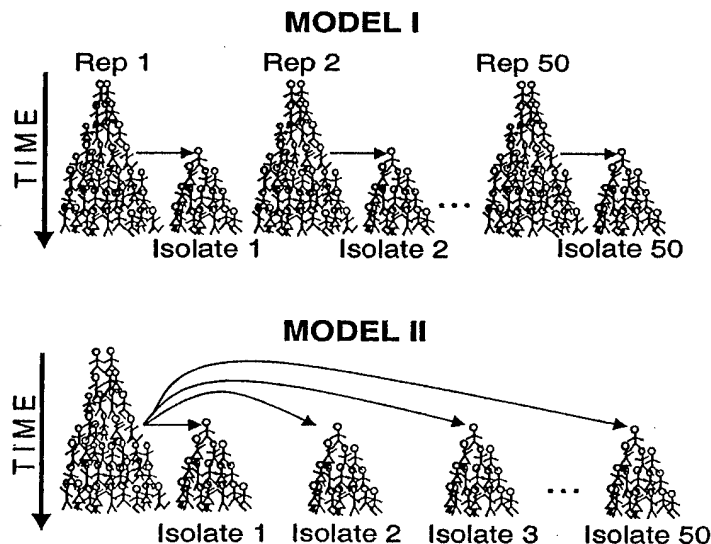 MODEL I
Rep 1 Rep 2 Rep 50
TIME
...
Isolate 1 Isolate 2 Isolate 50
MODEL II
TIME
...
Isolate 1 Isolate 2 Isolate 3 Isolate 50